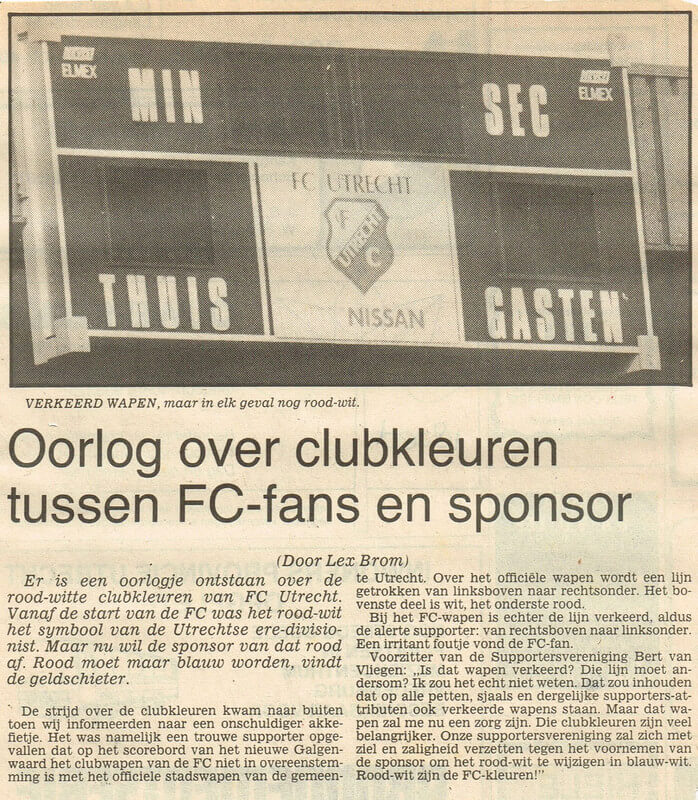 ELMEX
ELMEX
MIN
SEC
FC UTRECHT
F
UTRECHT
C
THUIS
NISSAN
GASTEN
VERKEERD WAPEN, maar in elk geval nog rood-wit.
Oorlog over clubkleuren
tussen FC-fans en sponsor
(Door Lex Brom)
Er is een oorlogje ontstaan over de
rood-witte clubkleuren van FC Utrecht.
Vanaf de start van de FC was het rood-wit
het symbool van de Utrechtse ere-divisio-
nist. Maar nu wil de sponsor van dat rood
af. Rood moet maar blauw worden, vindt
de geldschieter.
De strijd over de clubkleuren kwam naar buiten
toen wij informeerden naar een onschuldiger akke-
fietje. Het was namelijk een trouwe supporter opge-
vallen dat op het scorebord van het nieuwe Galgen-
waard het clubwapen van de FC niet in overeenstem-
ming is met het officiele stadswapen van de gemeen-
te Utrecht. Over het officiële wapen wordt een lijn
getrokken van linksboven naar rechtsonder. Het bo-
venste deel is wit, het onderste rood.
Bij het FC-wapen is echter de lijn verkeerd, aldus
de alerte supporter: van rechtsboven naar linksonder.
Een irritant foutje vond de FC-fan.
Voorzitter van de Supportersvereniging Bert van
Vliegen: „Is dat wapen verkeerd? Die lijn moet an-
dersom? Ik zou het echt niet weten. Dat zou inhouden
dat op alle petten, sjaals en dergelijke supporters-at-
tributen ook verkeerde wapens staan. Maar dat wa-
pen zal me nu een zorg zijn. Die clubkleuren zijn veel
belangrijker. Onze supportersvereniging zal zich met
ziel en zaligheid verzetten tegen het voornemen van
de sponsor om het rood-wit te wijzigen in blauw-wit.
Rood-wit zijn de FC-kleuren!"